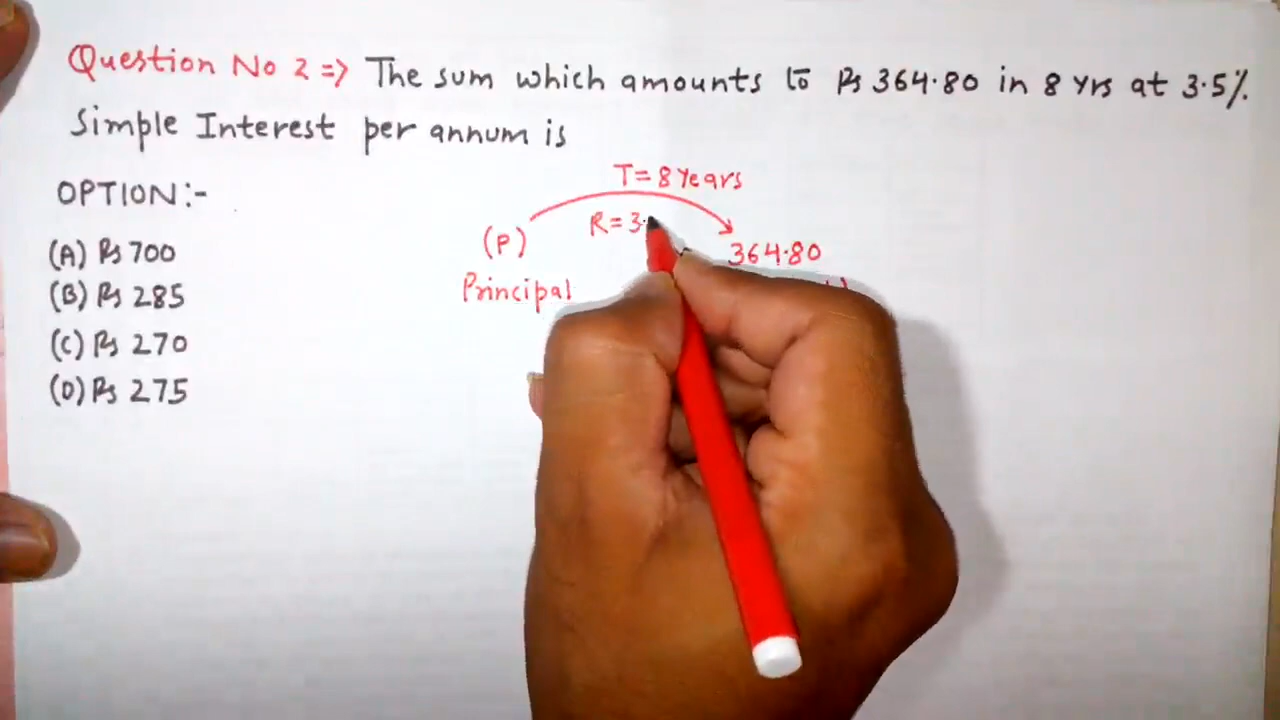 Question No 2 => The sum which amounts to ₨ 364.80 in 8 yrs at 3.5%
Simple Interest per annum is
OPTION:-
(A) ₨ 700
(B) ₨ 285
(C) ₨ 270
(D) ₨ 275
T = 8 Years
R = 3.
(P)
364.80
Principal